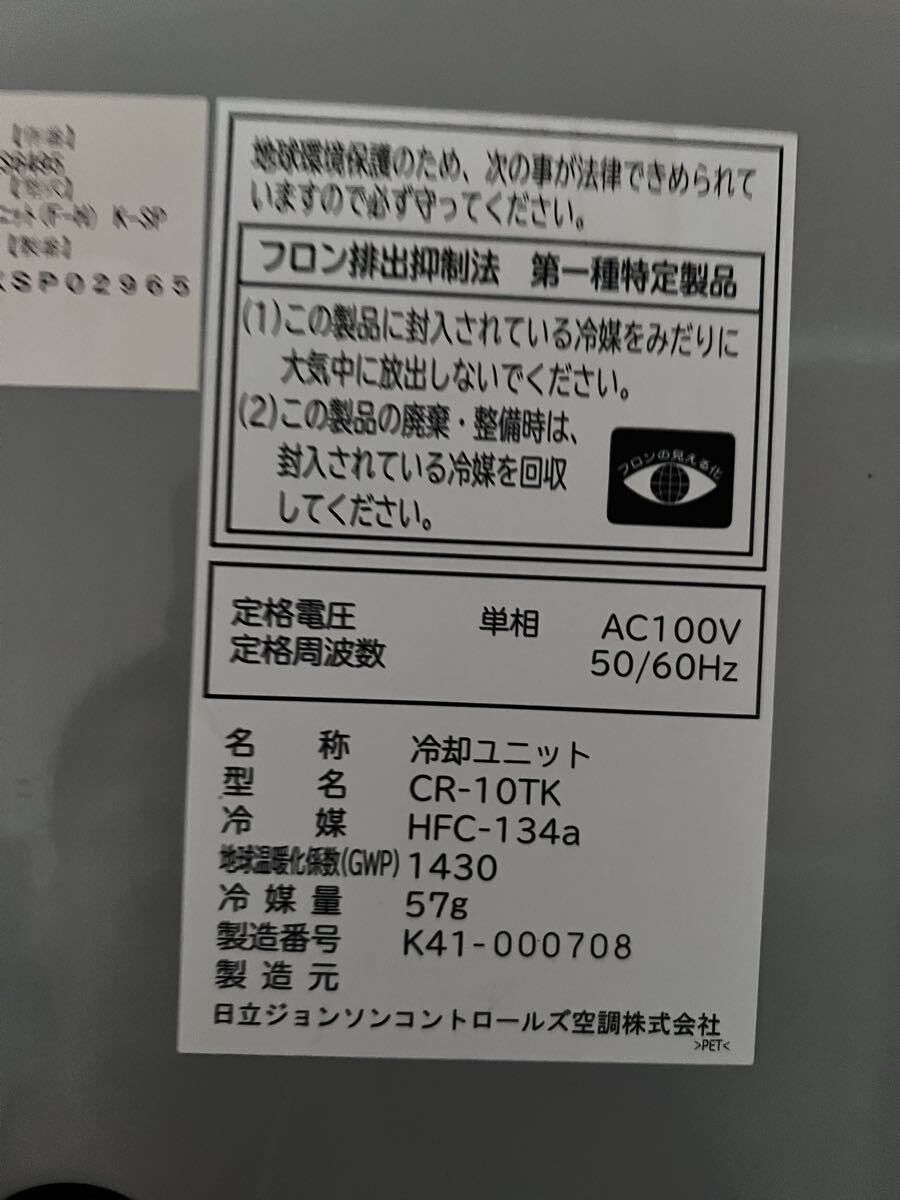 K-SP
SP02965
地球環境保護のため、次の事が法律できめられて
いますので必ず守ってください。
フロン排出抑制法 第一種特定製品
(1)この製品に封入されている冷媒をみだりに
大気中に放出しないでください。
(2)この製品の廃棄・整備時は、
封入されている冷媒を回収
してください。
フロンの見える化
定格電圧 単相 AC100V
定格周波数 50/60Hz
名 称 冷却ユニット
型 名 CR-10TK
冷 媒 HFC-134a
地球温暖化係数(GWP) 1430
冷 媒 量 57g
製造番号 K41-000708
製 造 元
日立ジョンソンコントロールズ空調株式会社
>PET<